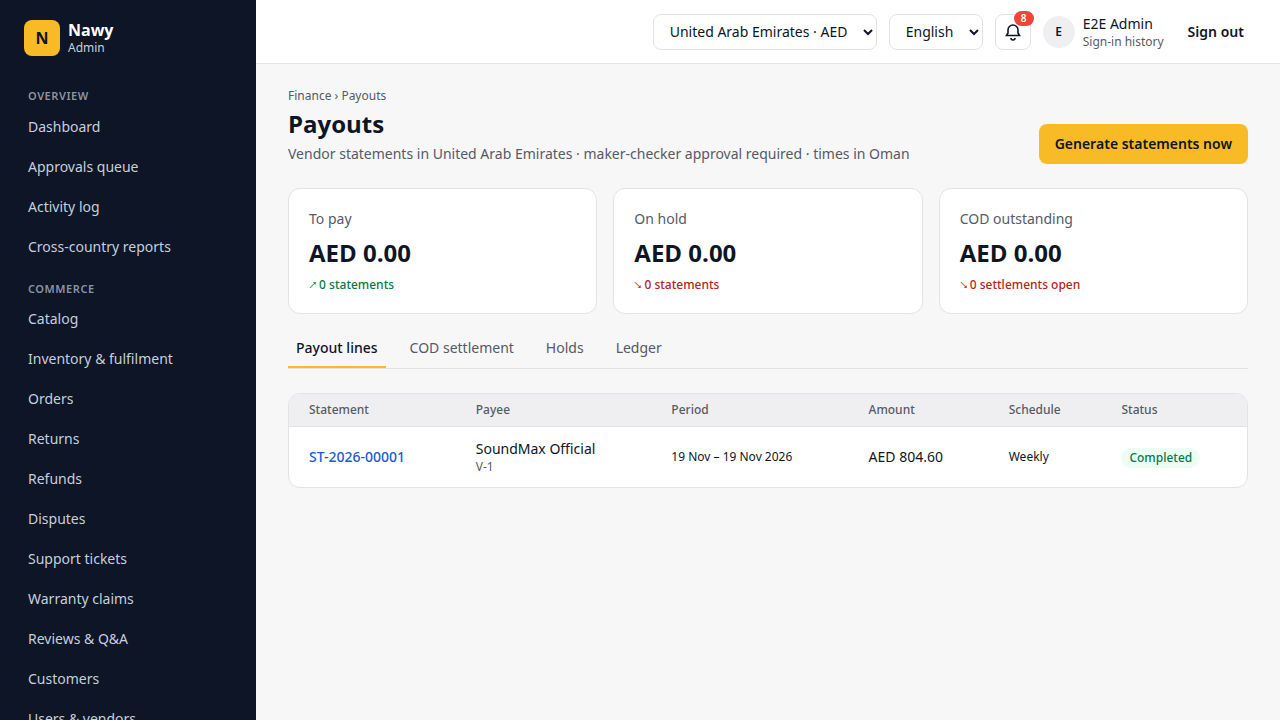 N
Nawy
Admin
OVERVIEW
Dashboard
Approvals queue
Activity log
Cross-country reports
COMMERCE
Catalog
Inventory & fulfilment
Orders
Returns
Refunds
Disputes
Support tickets
Warranty claims
Reviews & Q&A
Customers
Users & vendors
United Arab Emirates · AED
English
8
E
E2E Admin
Sign-in history
Sign out
Finance › Payouts
Payouts
Vendor statements in United Arab Emirates · maker-checker approval required · times in Oman
Generate statements now
To pay
AED 0.00
↗ 0 statements
On hold
AED 0.00
↘ 0 statements
COD outstanding
AED 0.00
↘ 0 settlements open
Payout lines COD settlement Holds Ledger
Statement Payee Period Amount Schedule Status
ST-2026-00001 SoundMax Official 19 Nov – 19 Nov 2026 AED 804.60 Weekly Completed
V-1